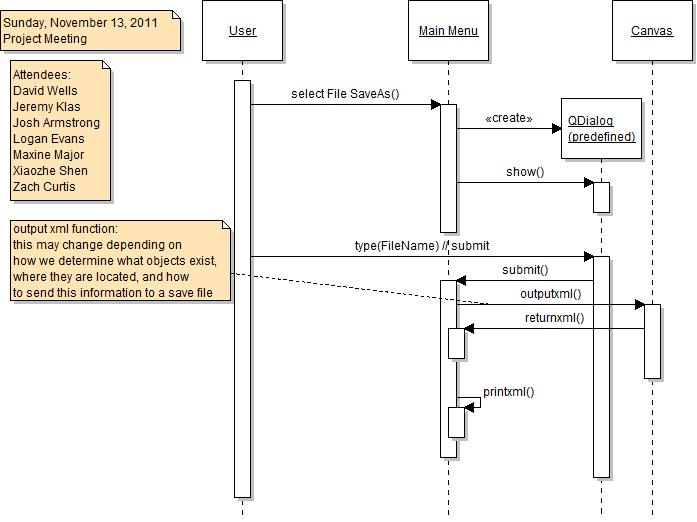 Sunday, November 13, 2011
Project Meeting
User
Main Menu
Canvas
Attendees:
David Wells
Jeremy Klas
Josh Armstrong
Logan Evans
Maxine Major
Xiaozhe Shen
Zach Curtis
select File SaveAs()
«create»
QDialog
(predefined)
show()
output xml function:
this may change depending on
how we determine what objects exist,
where they are located, and how
to send this information to a save file
type(FileName) // submit
submit()
outputxml()
returnxml()
printxml()